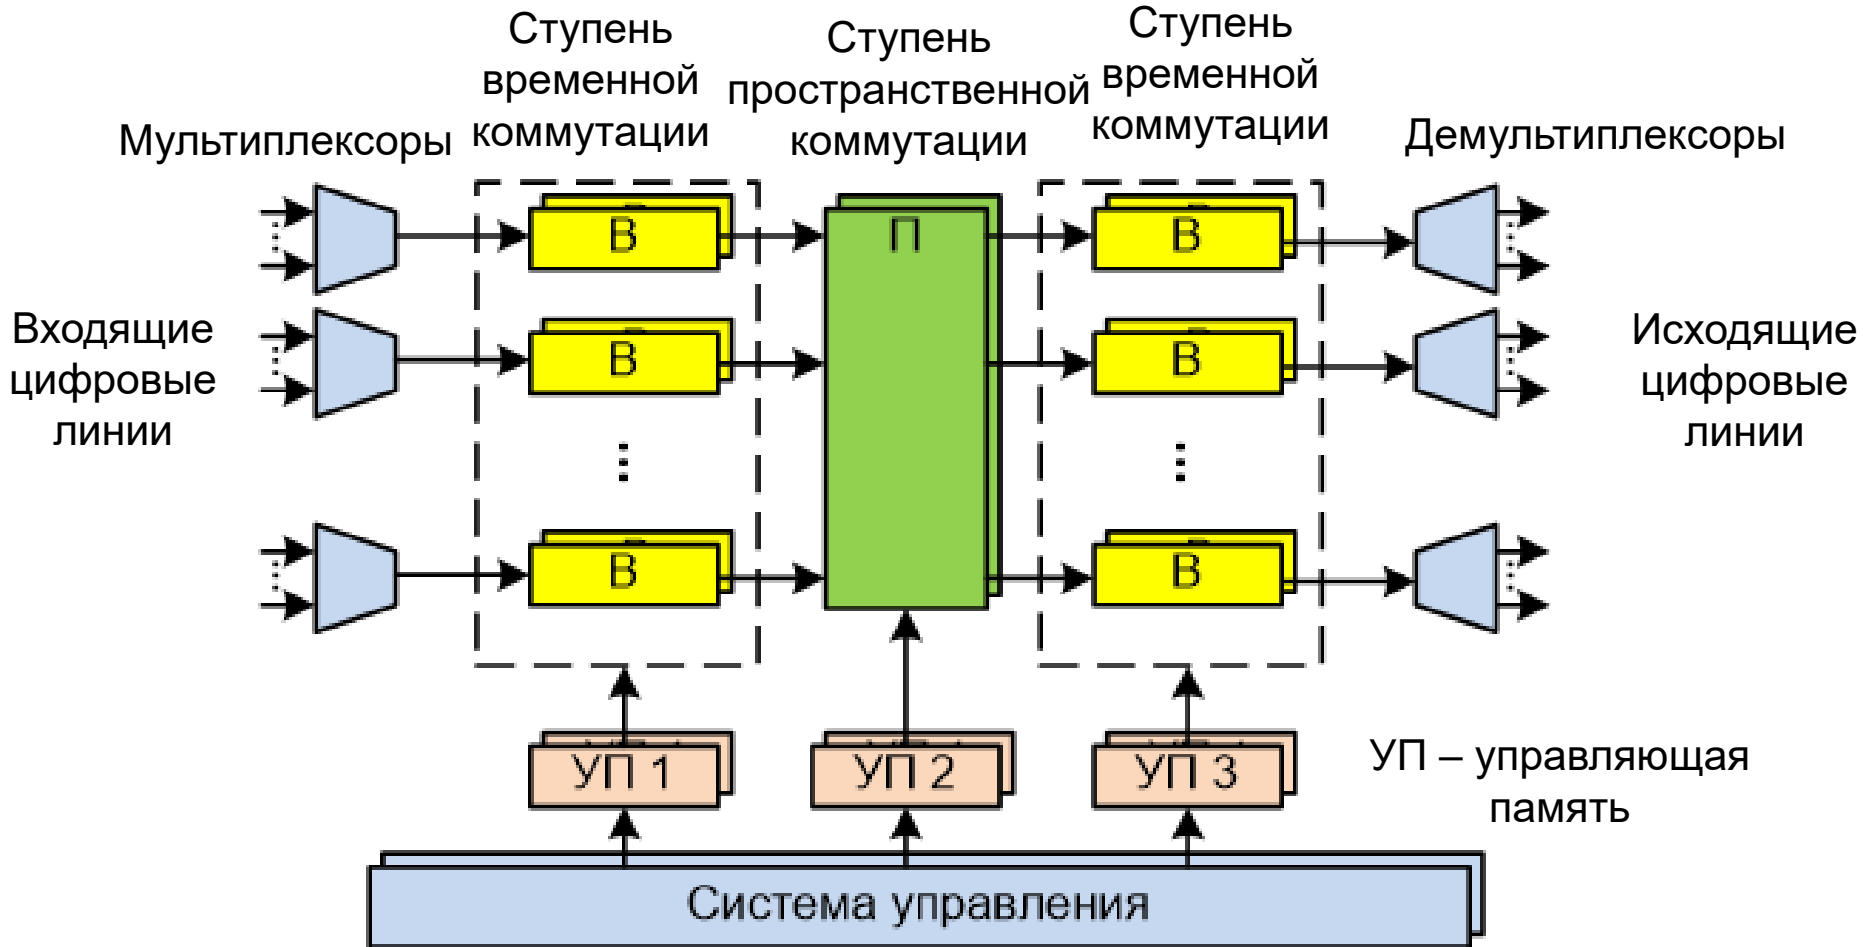 Ступень
временной
коммутации
Ступень
пространственной
коммутации
Ступень
временной
коммутации
Мультиплексоры
Демультиплексоры
В
П
В
Входящие
цифровые
линии
В
В
Исходящие
цифровые
линии
В
В
УП 1
УП 2
УП 3
УП – управляющая
память
Система управления